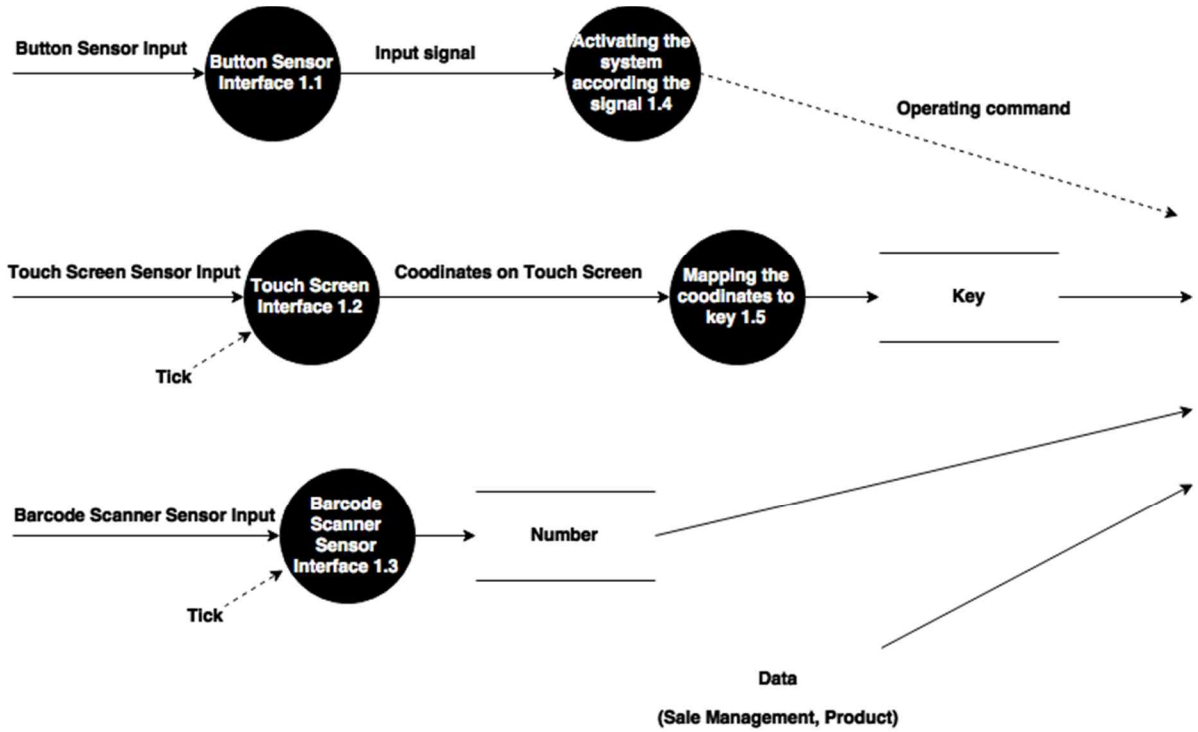 Button Sensor Input
Button Sensor
Interface 1.1
Input signal
Activating the
system
according the
signal 1.4
Operating command
Touch Screen Sensor Input
Touch Screen
Interface 1.2
Coodinates on Touch Screen
Mapping the
coodinates to
key 1.5
Key
Tick
Barcode Scanner Sensor Input
Barcode
Scanner
Sensor
Interface 1.3
Number
Tick
Data
(Sale Management, Product)